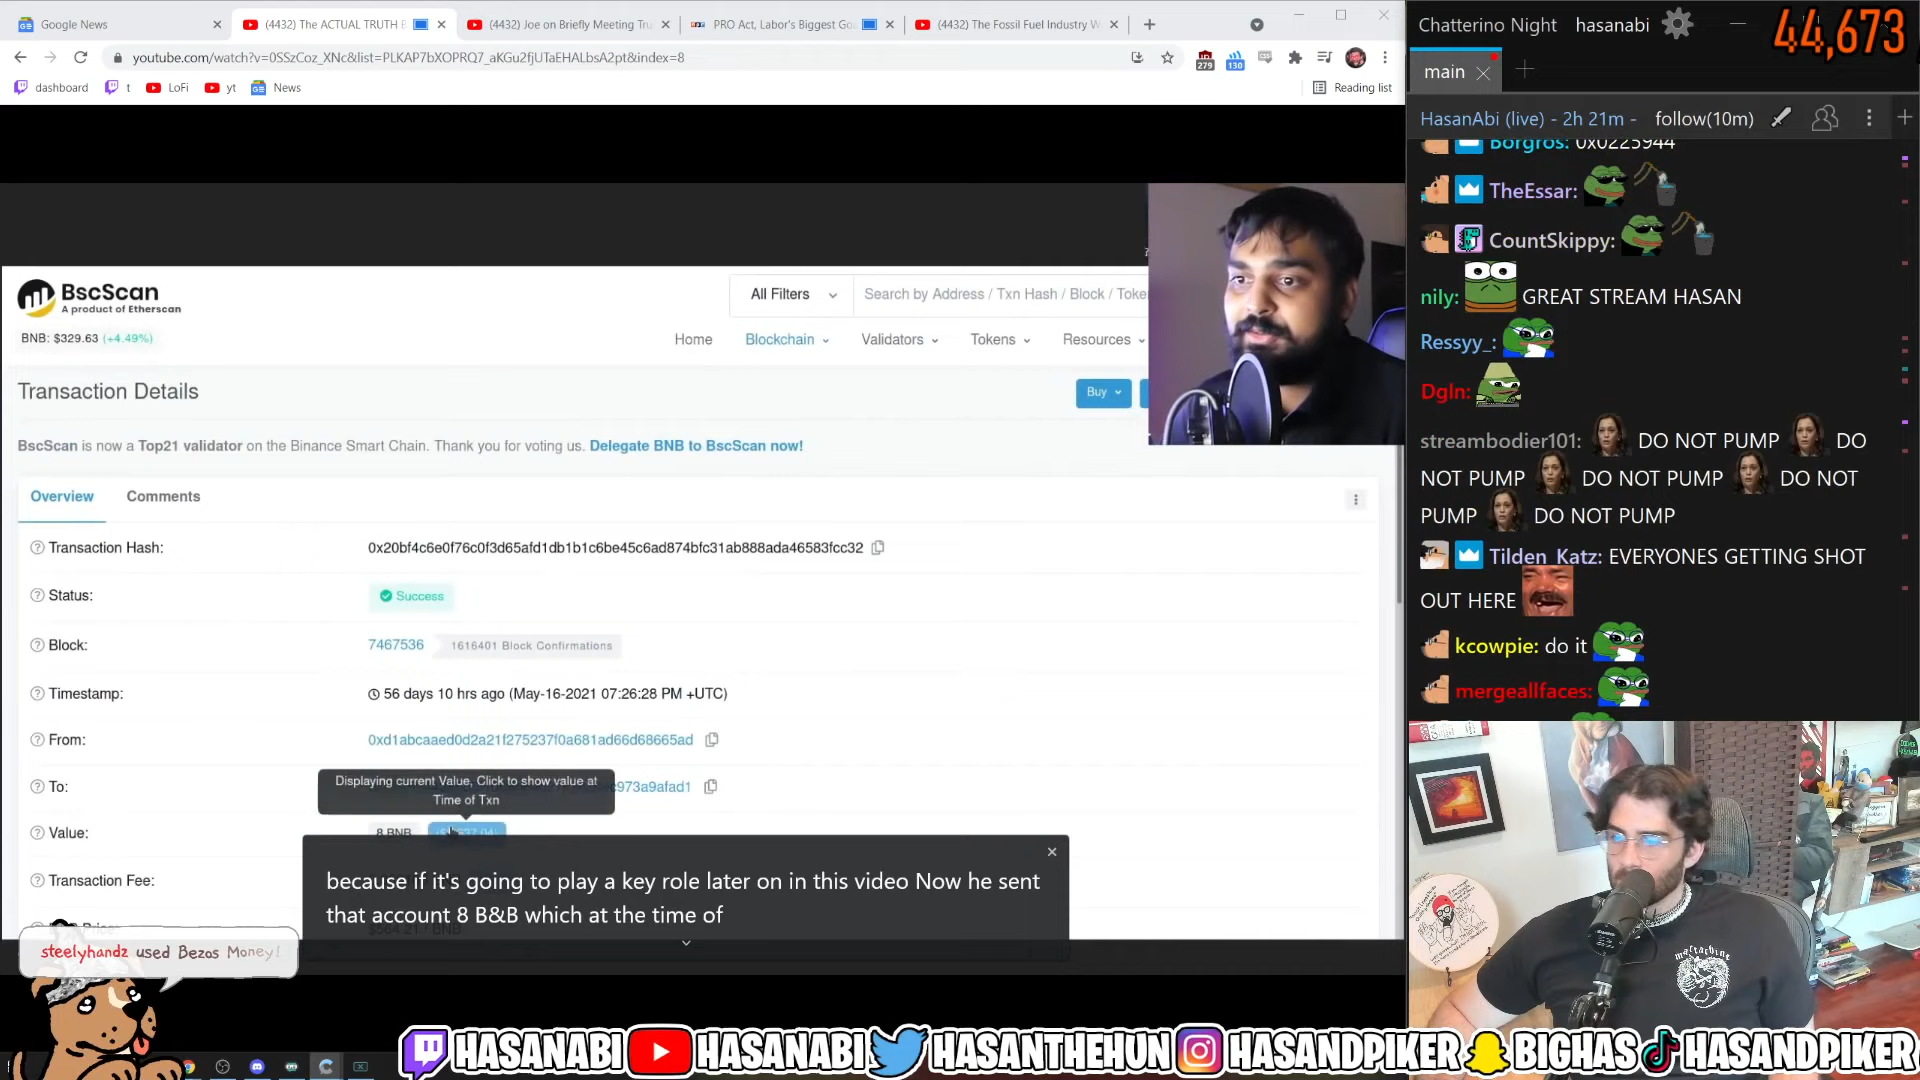 Google News
(4432) The ACTUAL TRUTH B
(4432) Joe on Briefly Meeting Tru
PRO Act, Labor's Biggest Go
(4432) The Fossil Fuel Industry W
youtube.com/watch?v=0SSzCoz_XNc&list=PLKAP7bXOPRQ7_aKGu2fjUTaEHALbsA2pt&index=8
279
130
dashboard
t
LoFi
yt
News
Reading list
BscScan
A product of Etherscan
BNB: $329.63 (+4.49%)
All Filters
Search by Address / Txn Hash / Block / Toke
Home
Blockchain
Validators
Tokens
Resources
Transaction Details
Buy
BscScan is now a Top21 validator on the Binance Smart Chain. Thank you for voting us. Delegate BNB to BscScan now!
Overview
Comments
Transaction Hash:
0x20bf4c6e0f76c0f3d65afd1db1b1c6be45c6ad874bfc31ab888ada46583fcc32
Status:
Success
Block:
7467536
1616401 Block Confirmations
Timestamp:
56 days 10 hrs ago (May-16-2021 07:26:28 PM +UTC)
From:
0xd1abcaaed0d2a21f275237f0a681ad66d68665ad
To:
c973a9afad1
Displaying current Value, Click to show value at
Time of Txn
Value:
8 BNB
Transaction Fee:
because if it's going to play a key role later on in this video Now he sent
that account 8 B&B which at the time of
steelyhandz used Bezos Money!
Chatterino Night
hasanabi
44,673
main
HasanAbi (live) - 2h 21m -
follow(10m)
Borgros: 0x0225944
TheEssar:
CountSkippy:
nily: GREAT STREAM HASAN
Ressyy_:
Dgln:
streambodier101: DO NOT PUMP DO
NOT PUMP DO NOT PUMP DO NOT
PUMP DO NOT PUMP
Tilden_Katz: EVERYONES GETTING SHOT
OUT HERE
kcowpie: do it
mergeallfaces:
HASANABI
HASANABI
HASANTHEHUN
HASANDPIKER
BIGHAS
HASANDPIKER